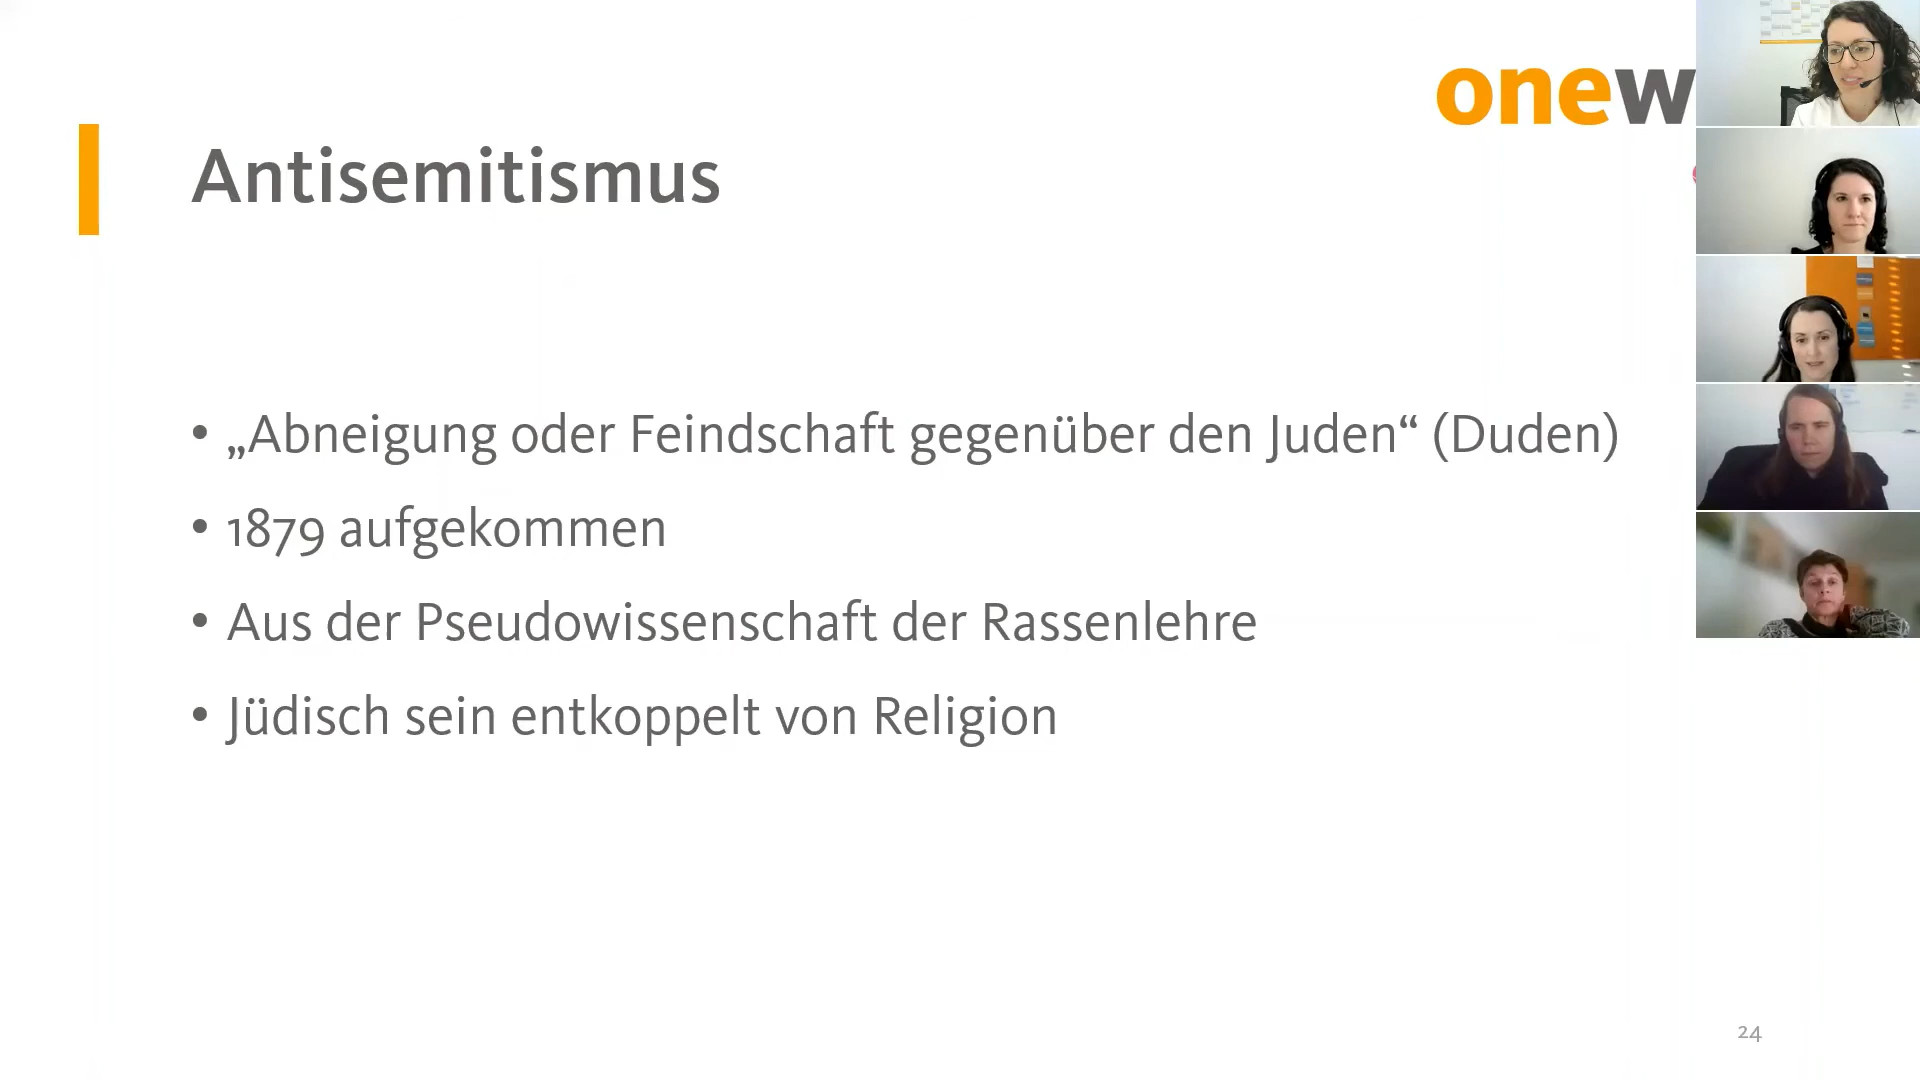 onew
Antisemitismus
• „Abneigung oder Feindschaft gegenüber den Juden“ (Duden)
• 1879 aufgekommen
• Aus der Pseudowissenschaft der Rassenlehre
• Jüdisch sein entkoppelt von Religion
24